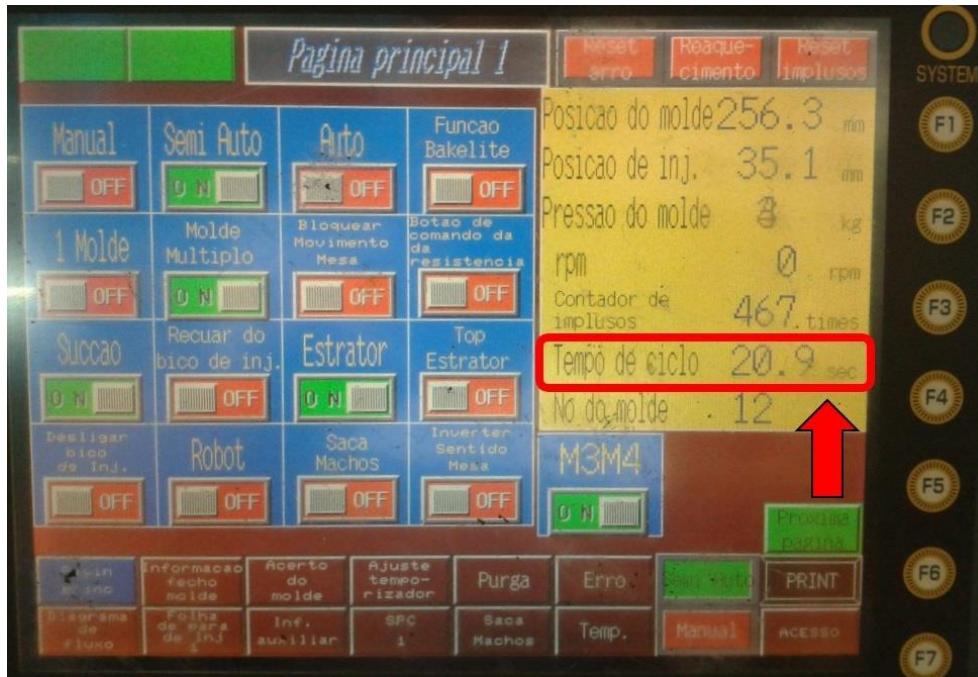 Pagina principal 1
Reset
arro
Reaque-
cimento
Reset
implusos
SYSTEM
Manual
OFF
Semi Auto
ON
Auto
OFF
Funcao
Bakelite
OFF
1 Molde
OFF
Molde
Multiplo
ON
Bloquear
Movimento
Mesa
OFF
Botao de
comando da
da
resistencia
OFF
Succao
ON
Recuar do
bico de inj.
OFF
Estrator
ON
Top
Estrator
OFF
Desligar
bico
de Inj.
OFF
Robot
OFF
Saca
Machos
OFF
Inverter
Sentido
Mesa
OFF
Posicao do molde 256.3 mm
Posicao de inj. 35.1 mm
Pressao do molde kg
rpm 0 rpm
Contador de
implusos 467. times
Tempo de ciclo 20.9 sec
No do molde 12
M3M4
ON
Proxima
pagina
Informacao
fecho
molde
Acerto
do
molde
Ajuste
tempo-
rizador
Purga
Erro.
Semi Auto
PRINT
Diagrama
de
fluxo
Folha
de para
de Inj
1
Inf.
auxiliar
SPC
1
Saca
Machos
Temp.
Manual
ACESSO
F1
F2
F3
F4
F5
F6
F7